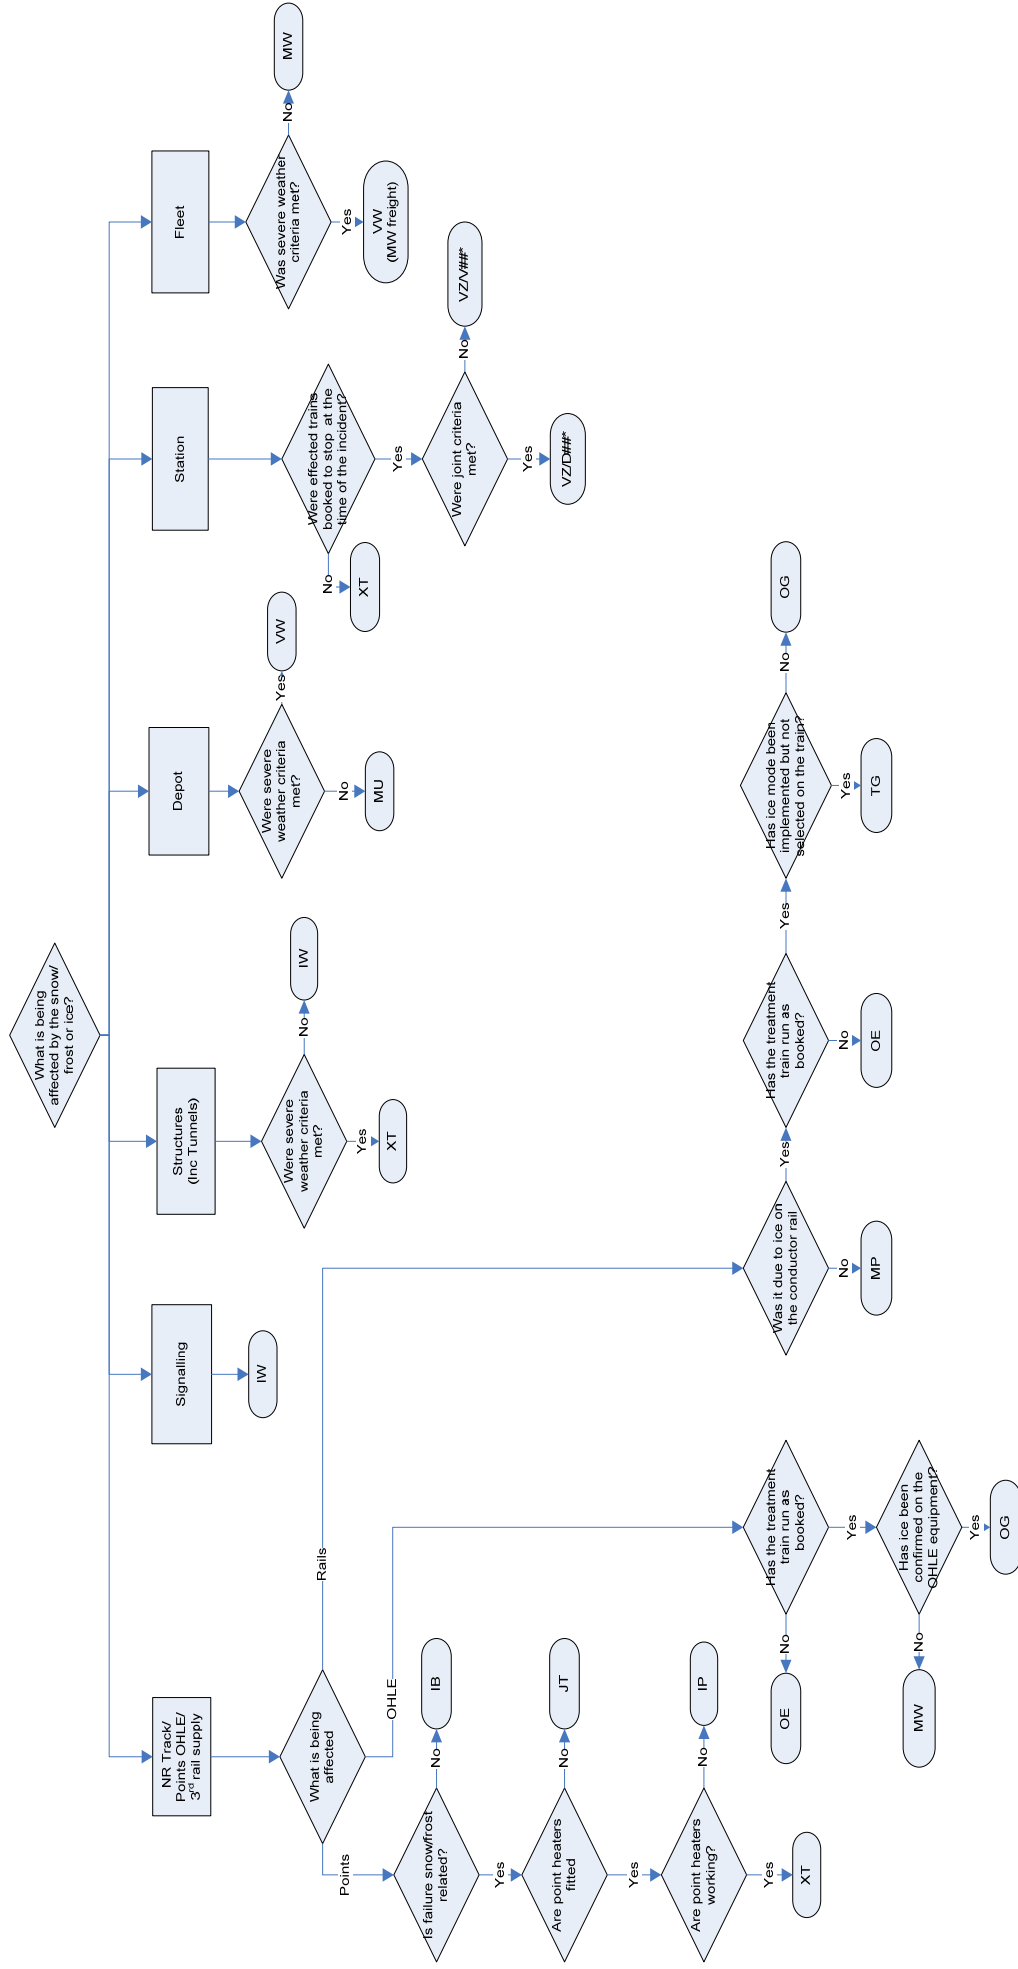 What is being
affected by the snow/
frost or ice?
NR Track/
Points OHLE/
3rd rail supply
Signalling
Structures
(Inc Tunnels)
Depot
Station
Fleet
What is being
affected
Points
OHLE
Rails
Is failure snow/frost
related?
No
IB
Yes
Are point heaters
fitted
No
JT
Yes
Are point heaters
working?
No
IP
Yes
XT
Has the treatment
train run as
booked?
No
OE
Yes
Has ice been
confirmed on the
OHLE equipment?
No
MW
Yes
OG
Was it due to ice on
the conductor rail
No
MP
Yes
Has the treatment
train run as
booked?
No
OE
Yes
Has ice mode been
implemented but not
selected on the train?
Yes
TG
No
OG
IW
Were severe
weather criteria
met?
No
IW
Yes
XT
Were severe
weather criteria
met?
Yes
VW
No
MU
Were effected trains
booked to stop at the
time of the incident?
No
XT
Yes
Were joint criteria
met?
No
VZ/V##*
Yes
VZ/D##*
Was severe weather
criteria met?
No
MW
Yes
VW
(MW freight)